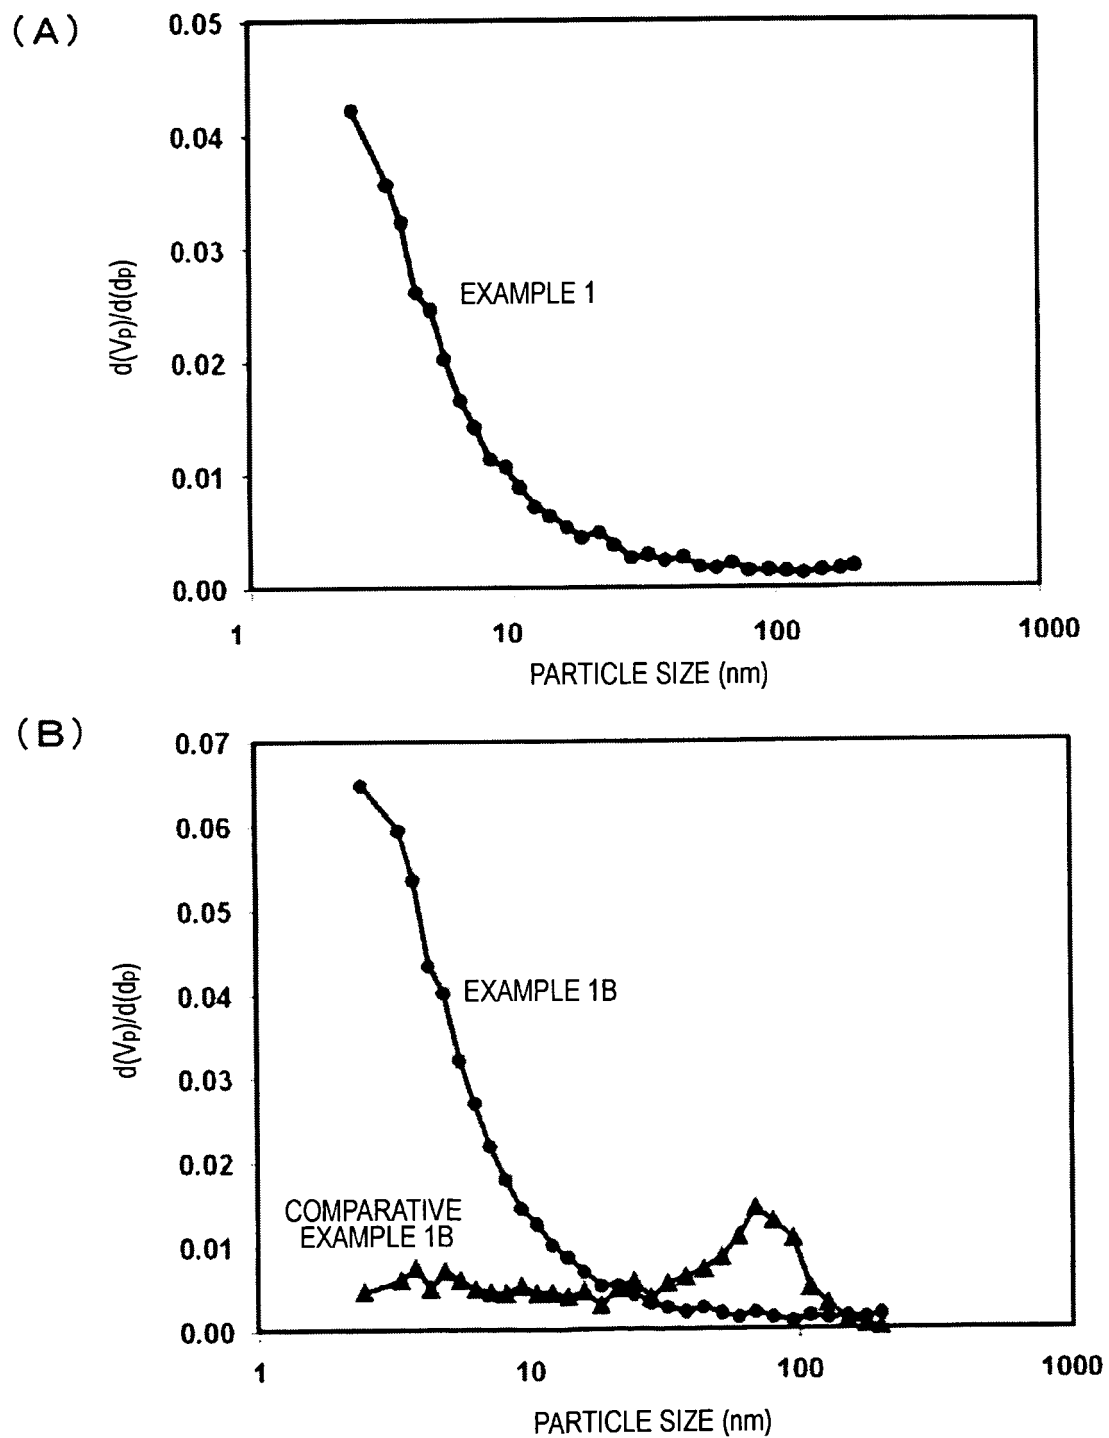 (A)
0.05
0.04
0.03
0.02
0.01
0.00
d(Vp)/d(dp)
EXAMPLE 1
1 10 100 1000
PARTICLE SIZE (nm)
(B)
0.07
0.06
0.05
0.04
0.03
0.02
0.01
0.00
d(Vp)/d(dp)
EXAMPLE 1B
COMPARATIVE
EXAMPLE 1B
1 10 100 1000
PARTICLE SIZE (nm)